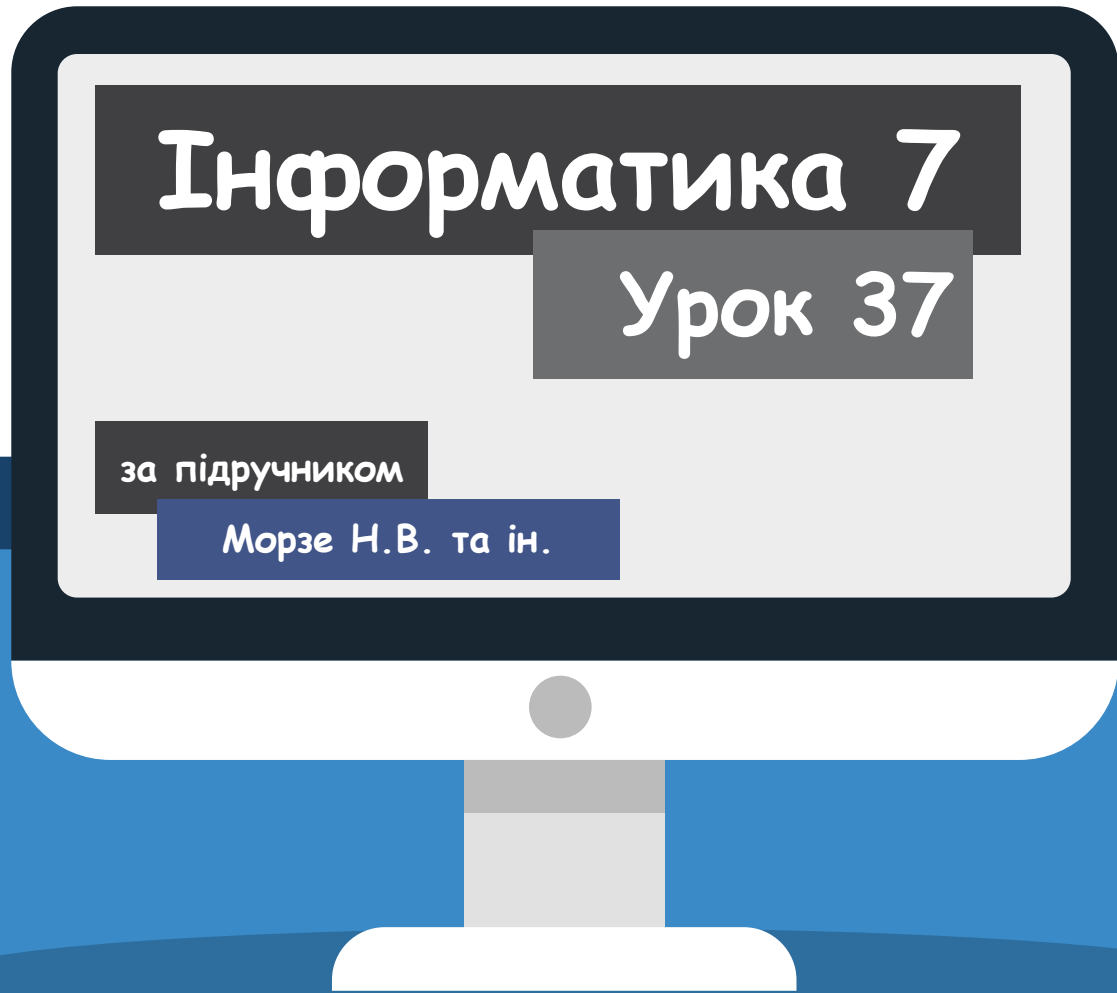 Інформатика 7
Урок 37
за підручником
Морзе Н.В. та ін.